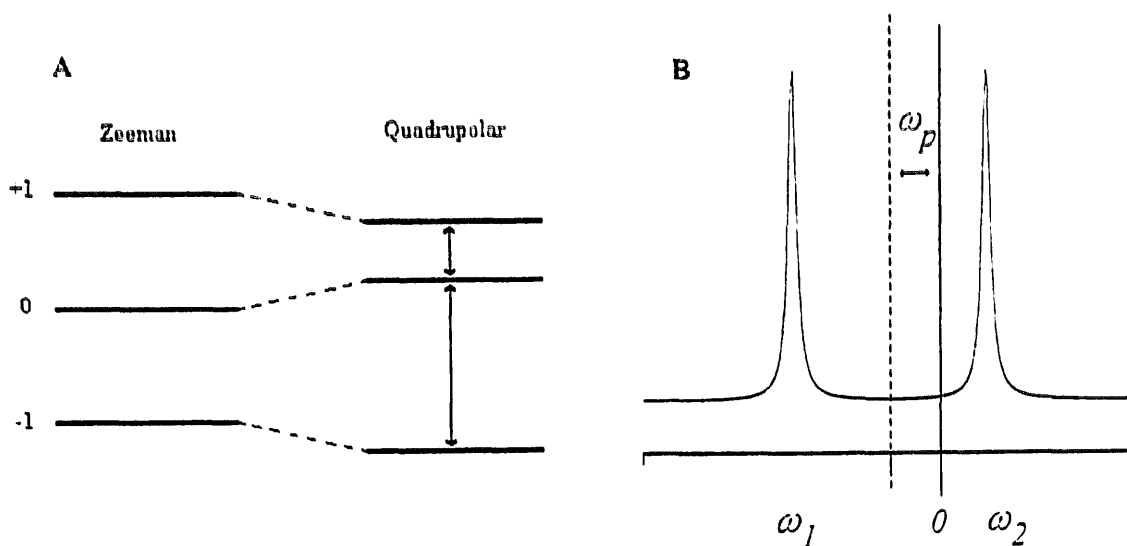 A
Zeeman
Quadrupolar
+1
0
-1
B
ω_p
ω_1
0
ω_2